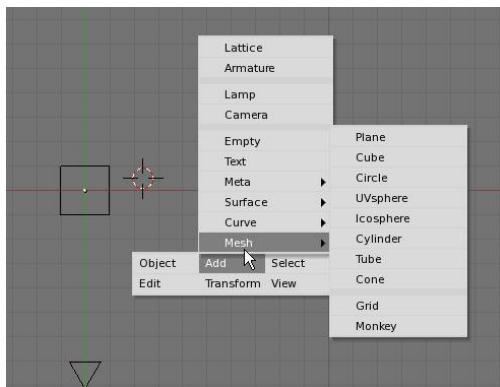 Lattice
Armature
Lamp
Camera
Empty
Text
Meta
Surface
Curve
Mesh
Object Add Select
Edit Transform View
Plane
Cube
Circle
UVsphere
Icosphere
Cylinder
Tube
Cone
Grid
Monkey